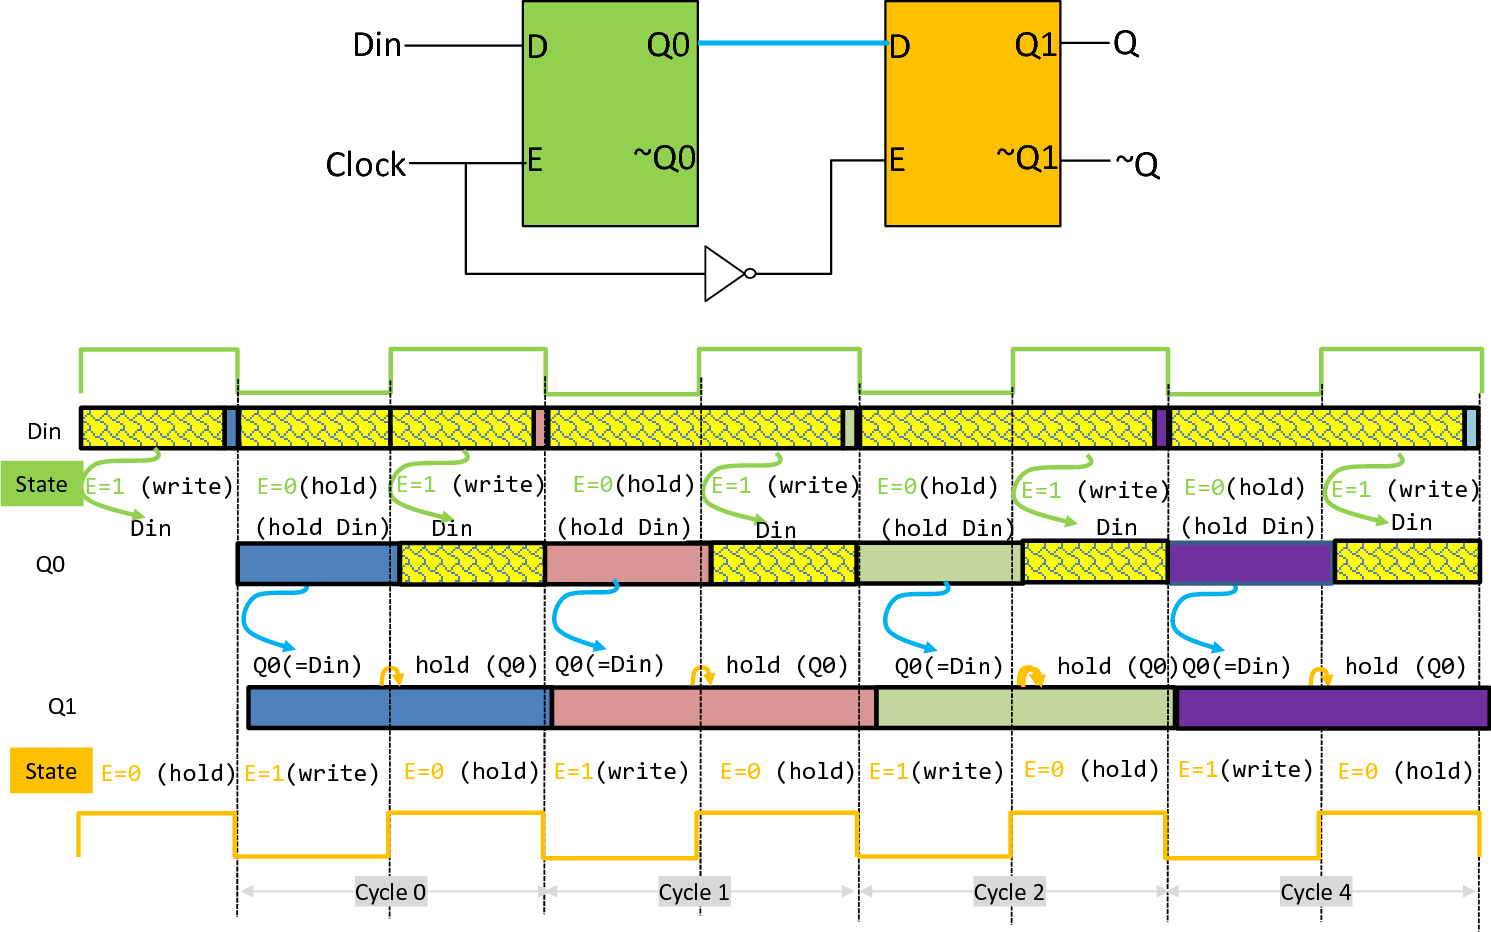 Din D Q0 D Q1 Q
Clock E ~Q0 E ~Q1 ~Q
Din
State E=1 (write) E=0(hold) E=1 (write) E=0(hold) E=1 (write) E=0(hold) E=1 (write) E=0(hold) E=1 (write)
Din (hold Din) Din (hold Din) Din (hold Din) Din (hold Din) Din
Q0
Q0(=Din) hold (Q0) Q0(=Din) hold (Q0) Q0(=Din) hold (Q0) Q0(=Din) hold (Q0)
Q1
State E=0 (hold) E=1(write) E=0 (hold) E=1(write) E=0 (hold) E=1(write) E=0 (hold) E=1(write) E=0 (hold)
Cycle 0 Cycle 1 Cycle 2 Cycle 4